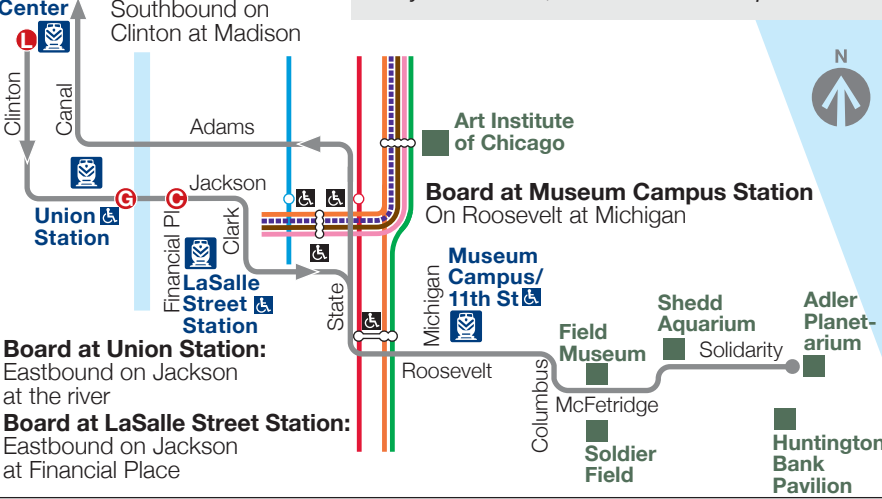 Center
Southbound on
Clinton at Madison
L
N
Clinton
Canal
Adams
Art Institute
of Chicago
G
C
Jackson
Union
Station
Financial Pl
Clark
Board at Museum Campus Station
On Roosevelt at Michigan
LaSalle
Street
Station
State
Michigan
Museum
Campus/
11th St
Shedd
Aquarium
Adler
Planet-
arium
Field
Museum
Solidarity
Board at Union Station:
Eastbound on Jackson
at the river
Roosevelt
Columbus
McFetridge
Board at LaSalle Street Station:
Eastbound on Jackson
at Financial Place
Soldier
Field
Huntington
Bank
Pavilion